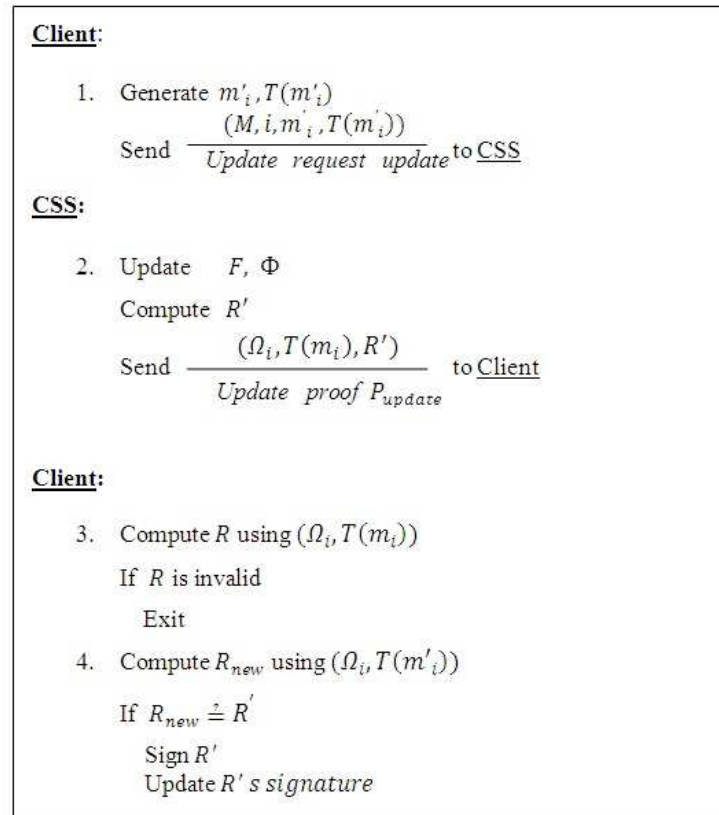 Client:
1. Generate m'ᵢ, T(m'ᵢ)
(M, i, m'ᵢ, T(m'ᵢ))
Send to CSS
Update request update
CSS:
2. Update F, Φ
Compute R'
(Ωᵢ, T(mᵢ), R')
Send to Client
Update proof P_update
Client:
3. Compute R using (Ωᵢ, T(mᵢ))
If R is invalid
Exit
4. Compute R_new using (Ωᵢ, T(m'ᵢ))
If R_new ≟ R'
Sign R'
Update R' s signature